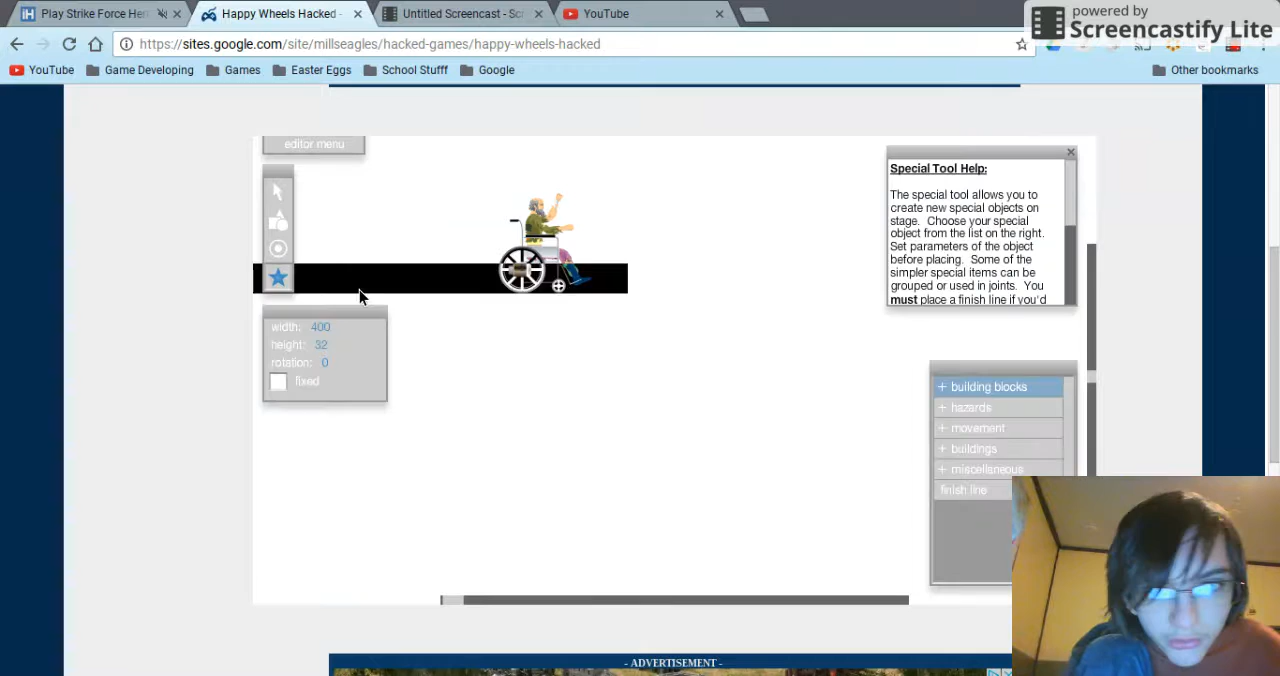 powered by
Screencastify Lite
Play Strike Force Her
Happy Wheels Hacked -
Untitled Screencast - Scr
YouTube
https://sites.google.com/site/millseagles/hacked-games/happy-wheels-hacked
YouTube
Game Developing
Games
Easter Eggs
School Stufff
Google
Other bookmarks
editor menu
Special Tool Help:
The special tool allows you to
create new special objects on
stage. Choose your special
object from the list on the right.
Set parameters of the object
before placing. Some of the
simpler special items can be
grouped or used in joints. You
must place a finish line if you'd
width: 400
height: 32
rotation: 0
fixed
+ building blocks
+ hazards
+ movement
+ buildings
+ miscellaneous
finish line
- ADVERTISEMENT -